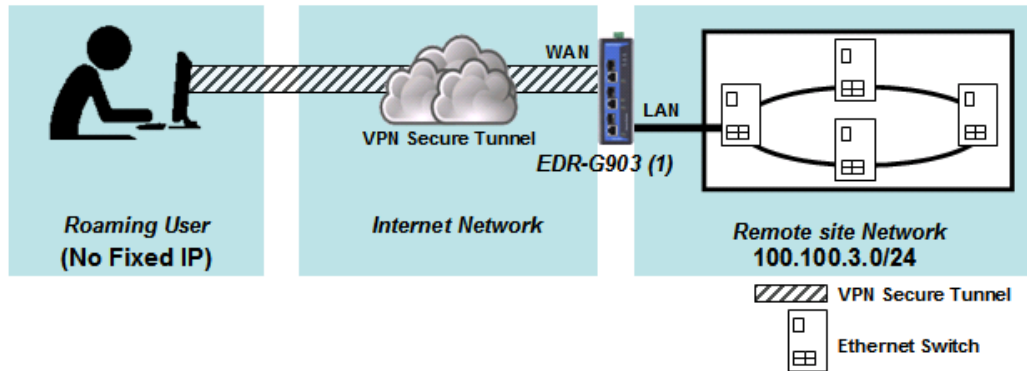 WAN
LAN
VPN Secure Tunnel
EDR-G903 (1)
Roaming User
(No Fixed IP)
Internet Network
Remote site Network
100.100.3.0/24
VPN Secure Tunnel
Ethernet Switch